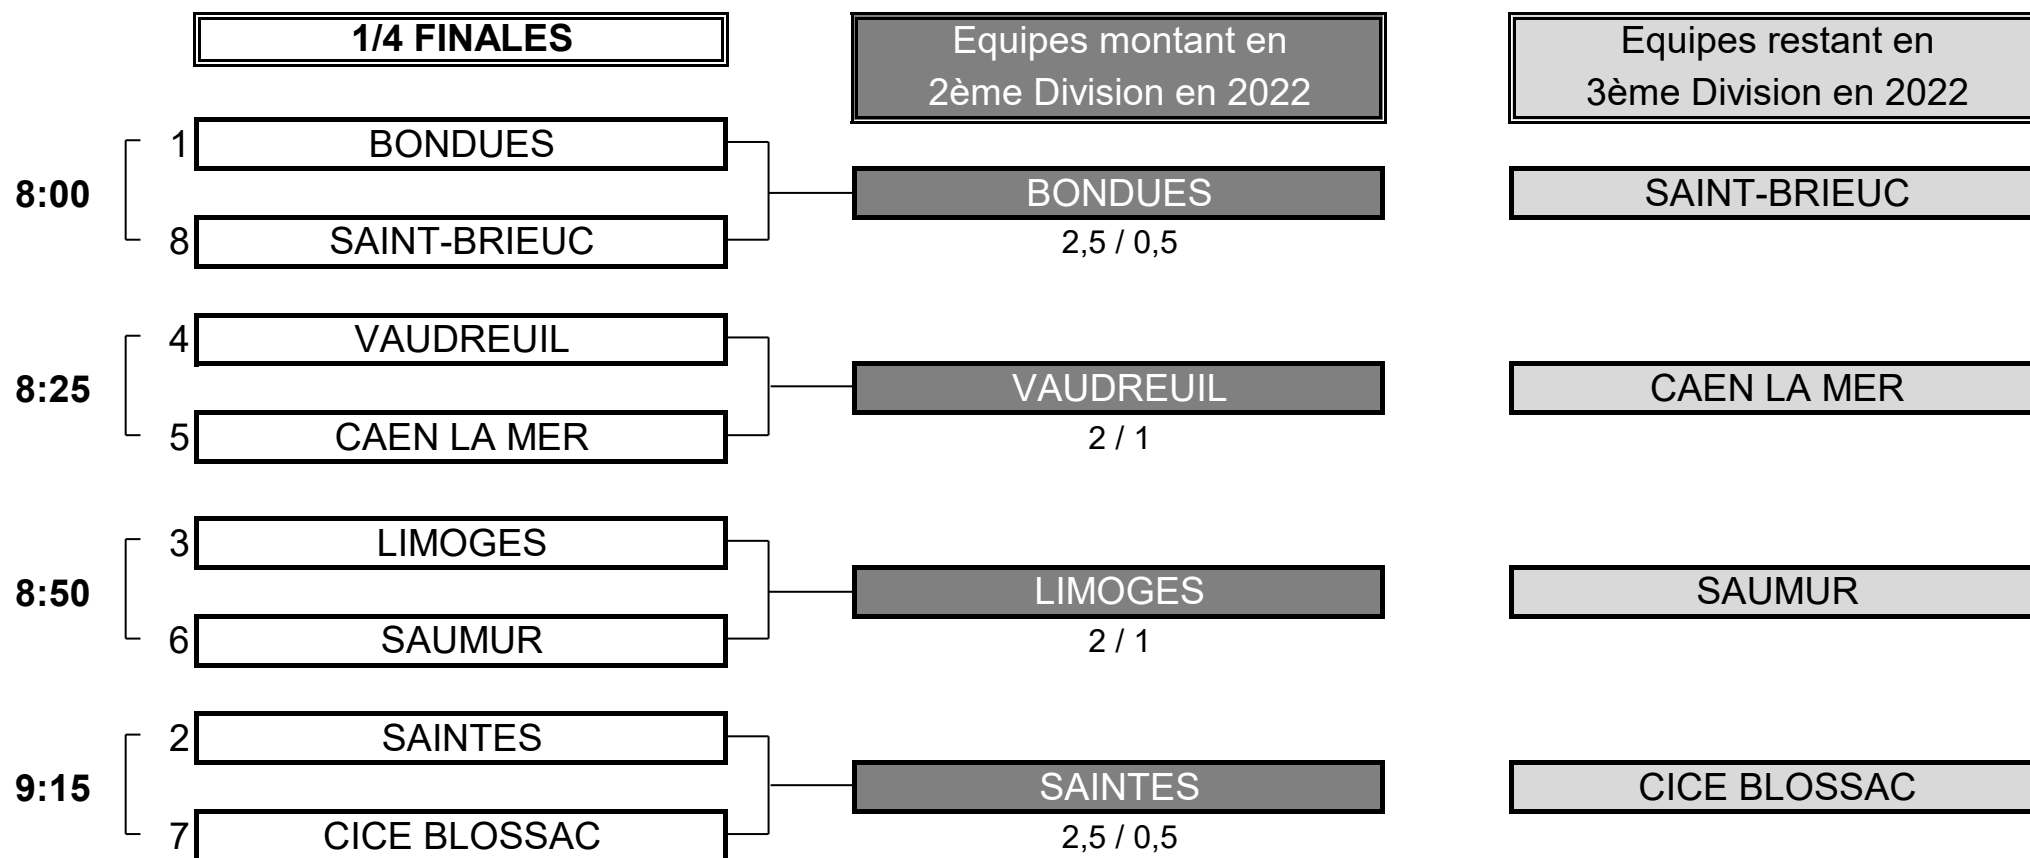 1/4 FINALES
Equipes montant en
2ème Division en 2022
Equipes restant en
3ème Division en 2022
1 BONDUES
8:00
BONDUES
SAINT-BRIEUC
8 SAINT-BRIEUC
2,5 / 0,5
4 VAUDREUIL
8:25
VAUDREUIL
CAEN LA MER
5 CAEN LA MER
2 / 1
3 LIMOGES
8:50
LIMOGES
SAUMUR
6 SAUMUR
2 / 1
2 SAINTES
9:15
SAINTES
CICE BLOSSAC
7 CICE BLOSSAC
2,5 / 0,5